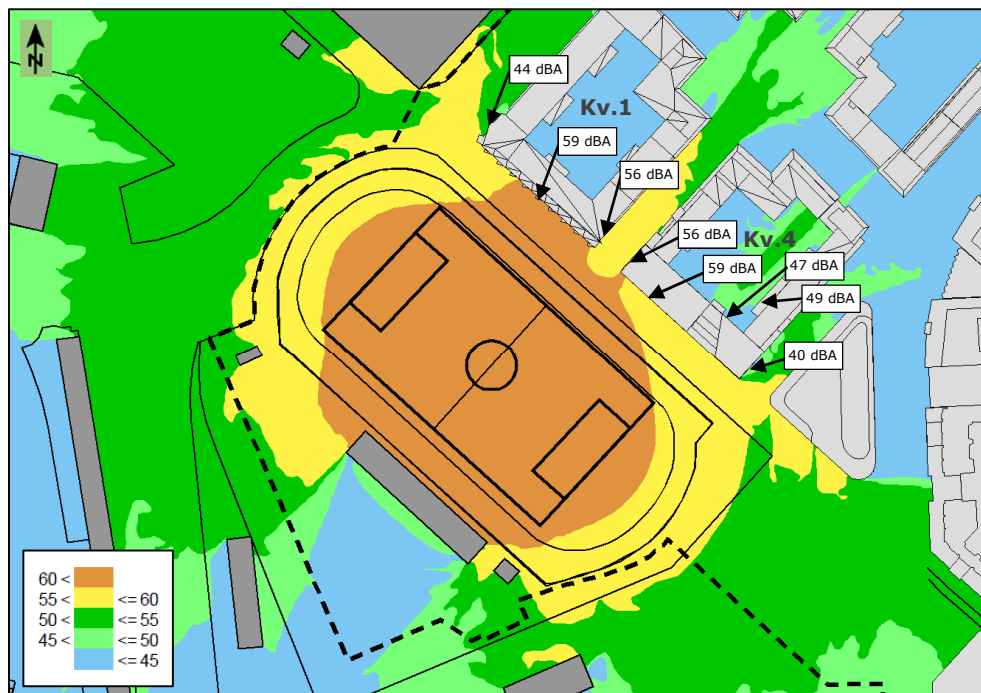 N
44 dBA
Kv.1
59 dBA
56 dBA
56 dBA
Kv.4
59 dBA
47 dBA
49 dBA
40 dBA
60 <
55 < <= 60
50 < <= 55
45 < <= 50
<= 45